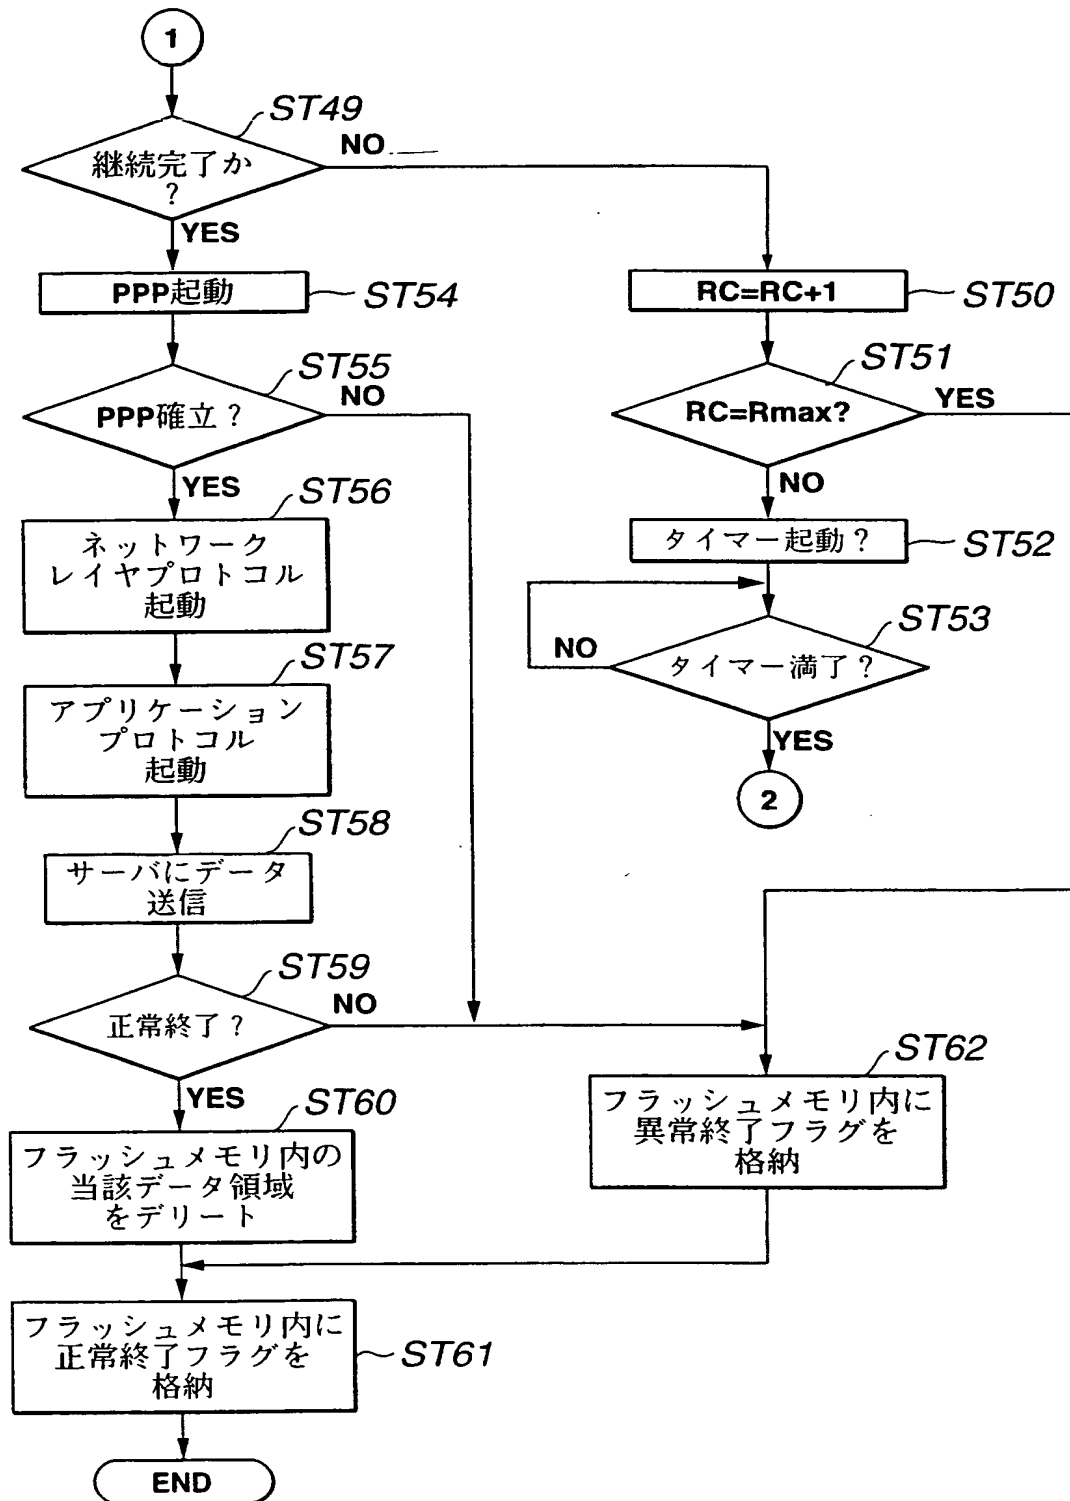 1
ST49
継続完了か
?
NO
YES
PPP起動
ST54
RC=RC+1
ST50
ST55
PPP確立?
NO
YES
ST51
RC=Rmax?
YES
NO
ST56
ネットワーク
レイヤプロトコル
起動
タイマー起動?
ST52
ST53
タイマー満了?
NO
YES
2
ST57
アプリケーション
プロトコル
起動
ST58
サーバにデータ
送信
ST59
正常終了?
NO
YES
ST60
フラッシュメモリ内の
当該データ領域
をデリート
ST62
フラッシュメモリ内に
異常終了フラグを
格納
フラッシュメモリ内に
正常終了フラグを
格納
ST61
END